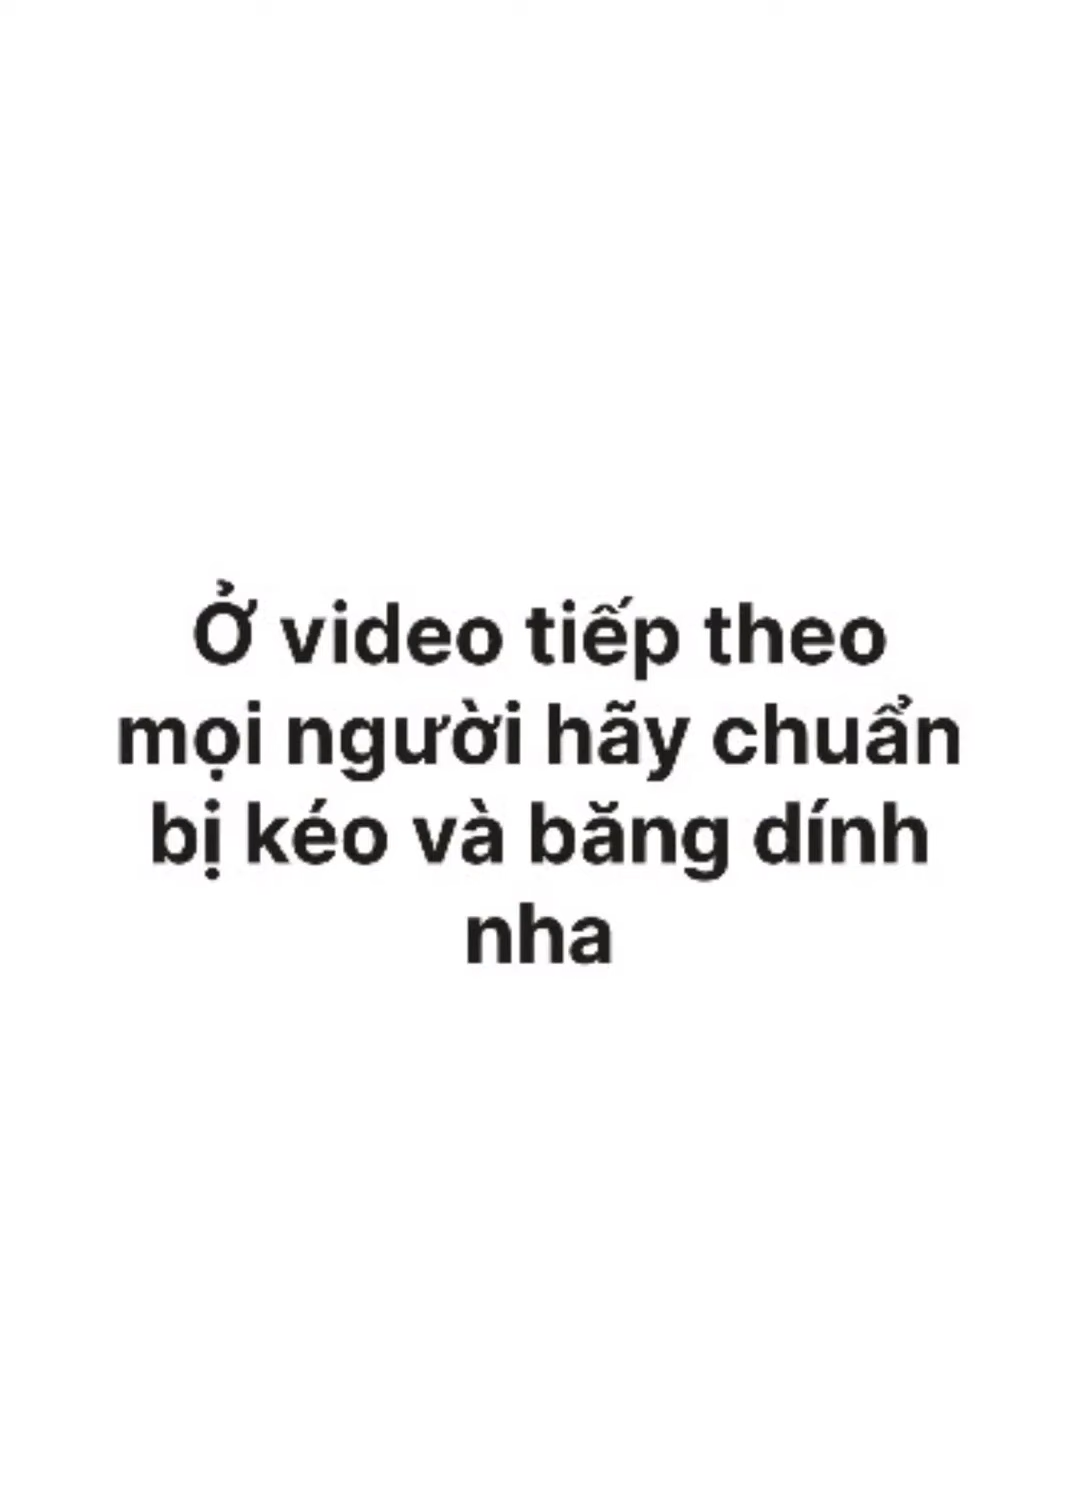 Ở video tiếp theo
mọi người hãy chuẩn
bị kéo và băng dính
nha